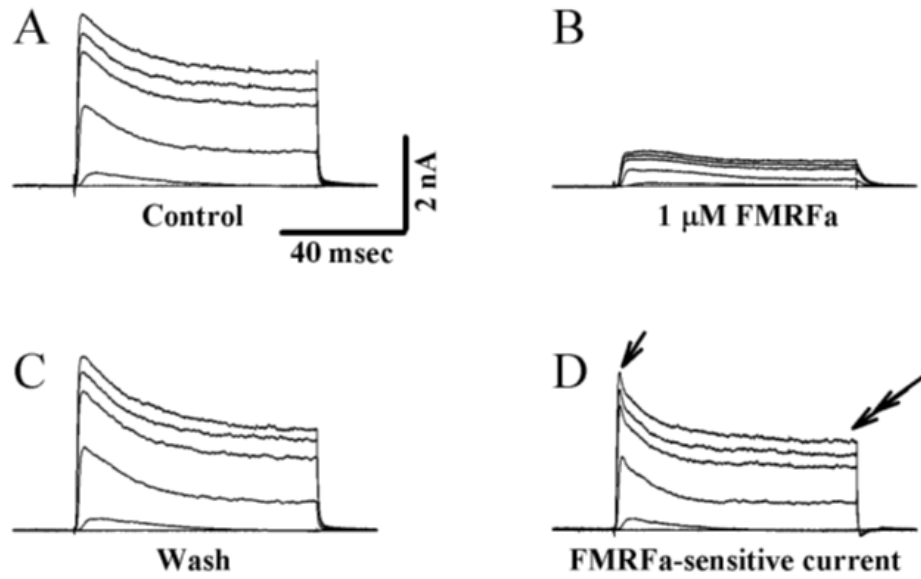 A
B
2 nA
Control
1 μM FMRFa
40 msec
C
D
Wash
FMRFa-sensitive current